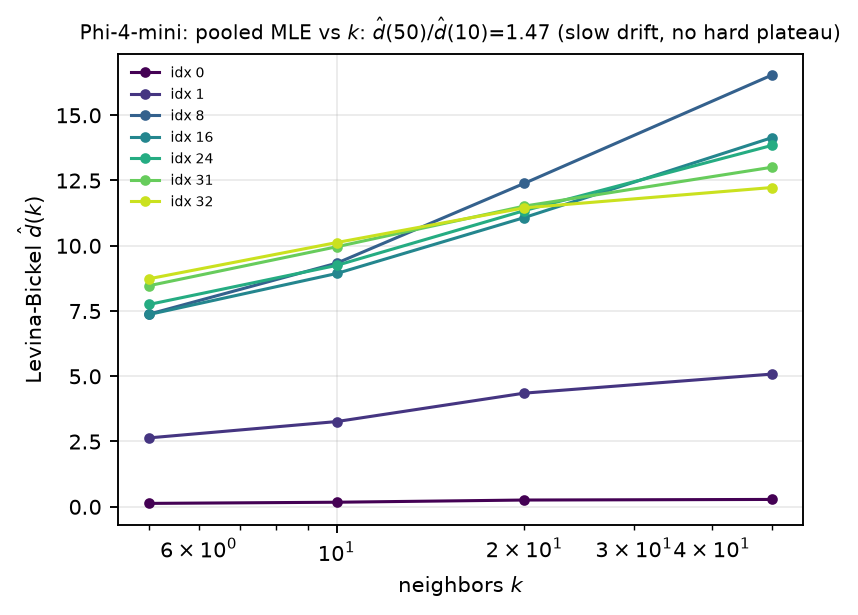 Phi-4-mini: pooled MLE vs k: d̂(50)/d̂(10)=1.47 (slow drift, no hard plateau)
idx 0
idx 1
idx 8
idx 16
idx 24
idx 31
idx 32
15.0
12.5
10.0
7.5
5.0
2.5
0.0
Levina-Bickel d̂(k)
6 × 10⁰
10¹
2 × 10¹
3 × 10¹
4 × 10¹
neighbors k